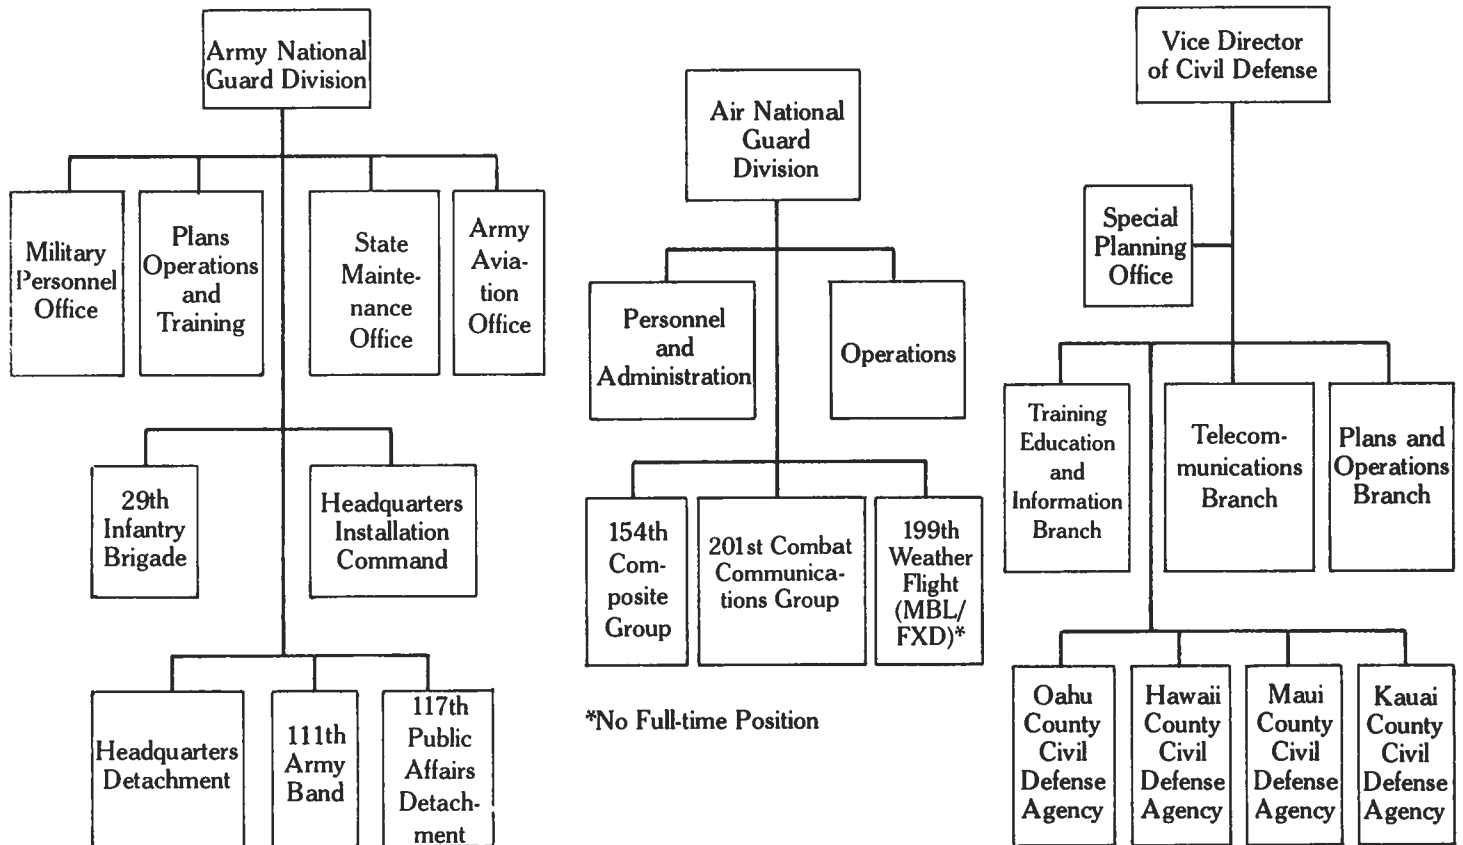 Army National
Guard Division
Military
Personnel
Office
Plans
Operations
and
Training
State
Mainte-
nance
Office
Army
Avia-
tion
Office
29th
Infantry
Brigade
Headquarters
Installation
Command
Headquarters
Detachment
111th
Army
Band
117th
Public
Affairs
Detach-
ment
Air National
Guard
Division
Personnel
and
Administration
Operations
154th
Com-
posite
Group
201st Combat
Communica-
tions Group
199th
Weather
Flight
(MBL/
FXD)*
*No Full-time Position
Vice Director
of Civil Defense
Special
Planning
Office
Training
Education
and
Information
Branch
Telecom-
munications
Branch
Plans and
Operations
Branch
Oahu
County
Civil
Defense
Agency
Hawaii
County
Civil
Defense
Agency
Maui
County
Civil
Defense
Agency
Kauai
County
Civil
Defense
Agency